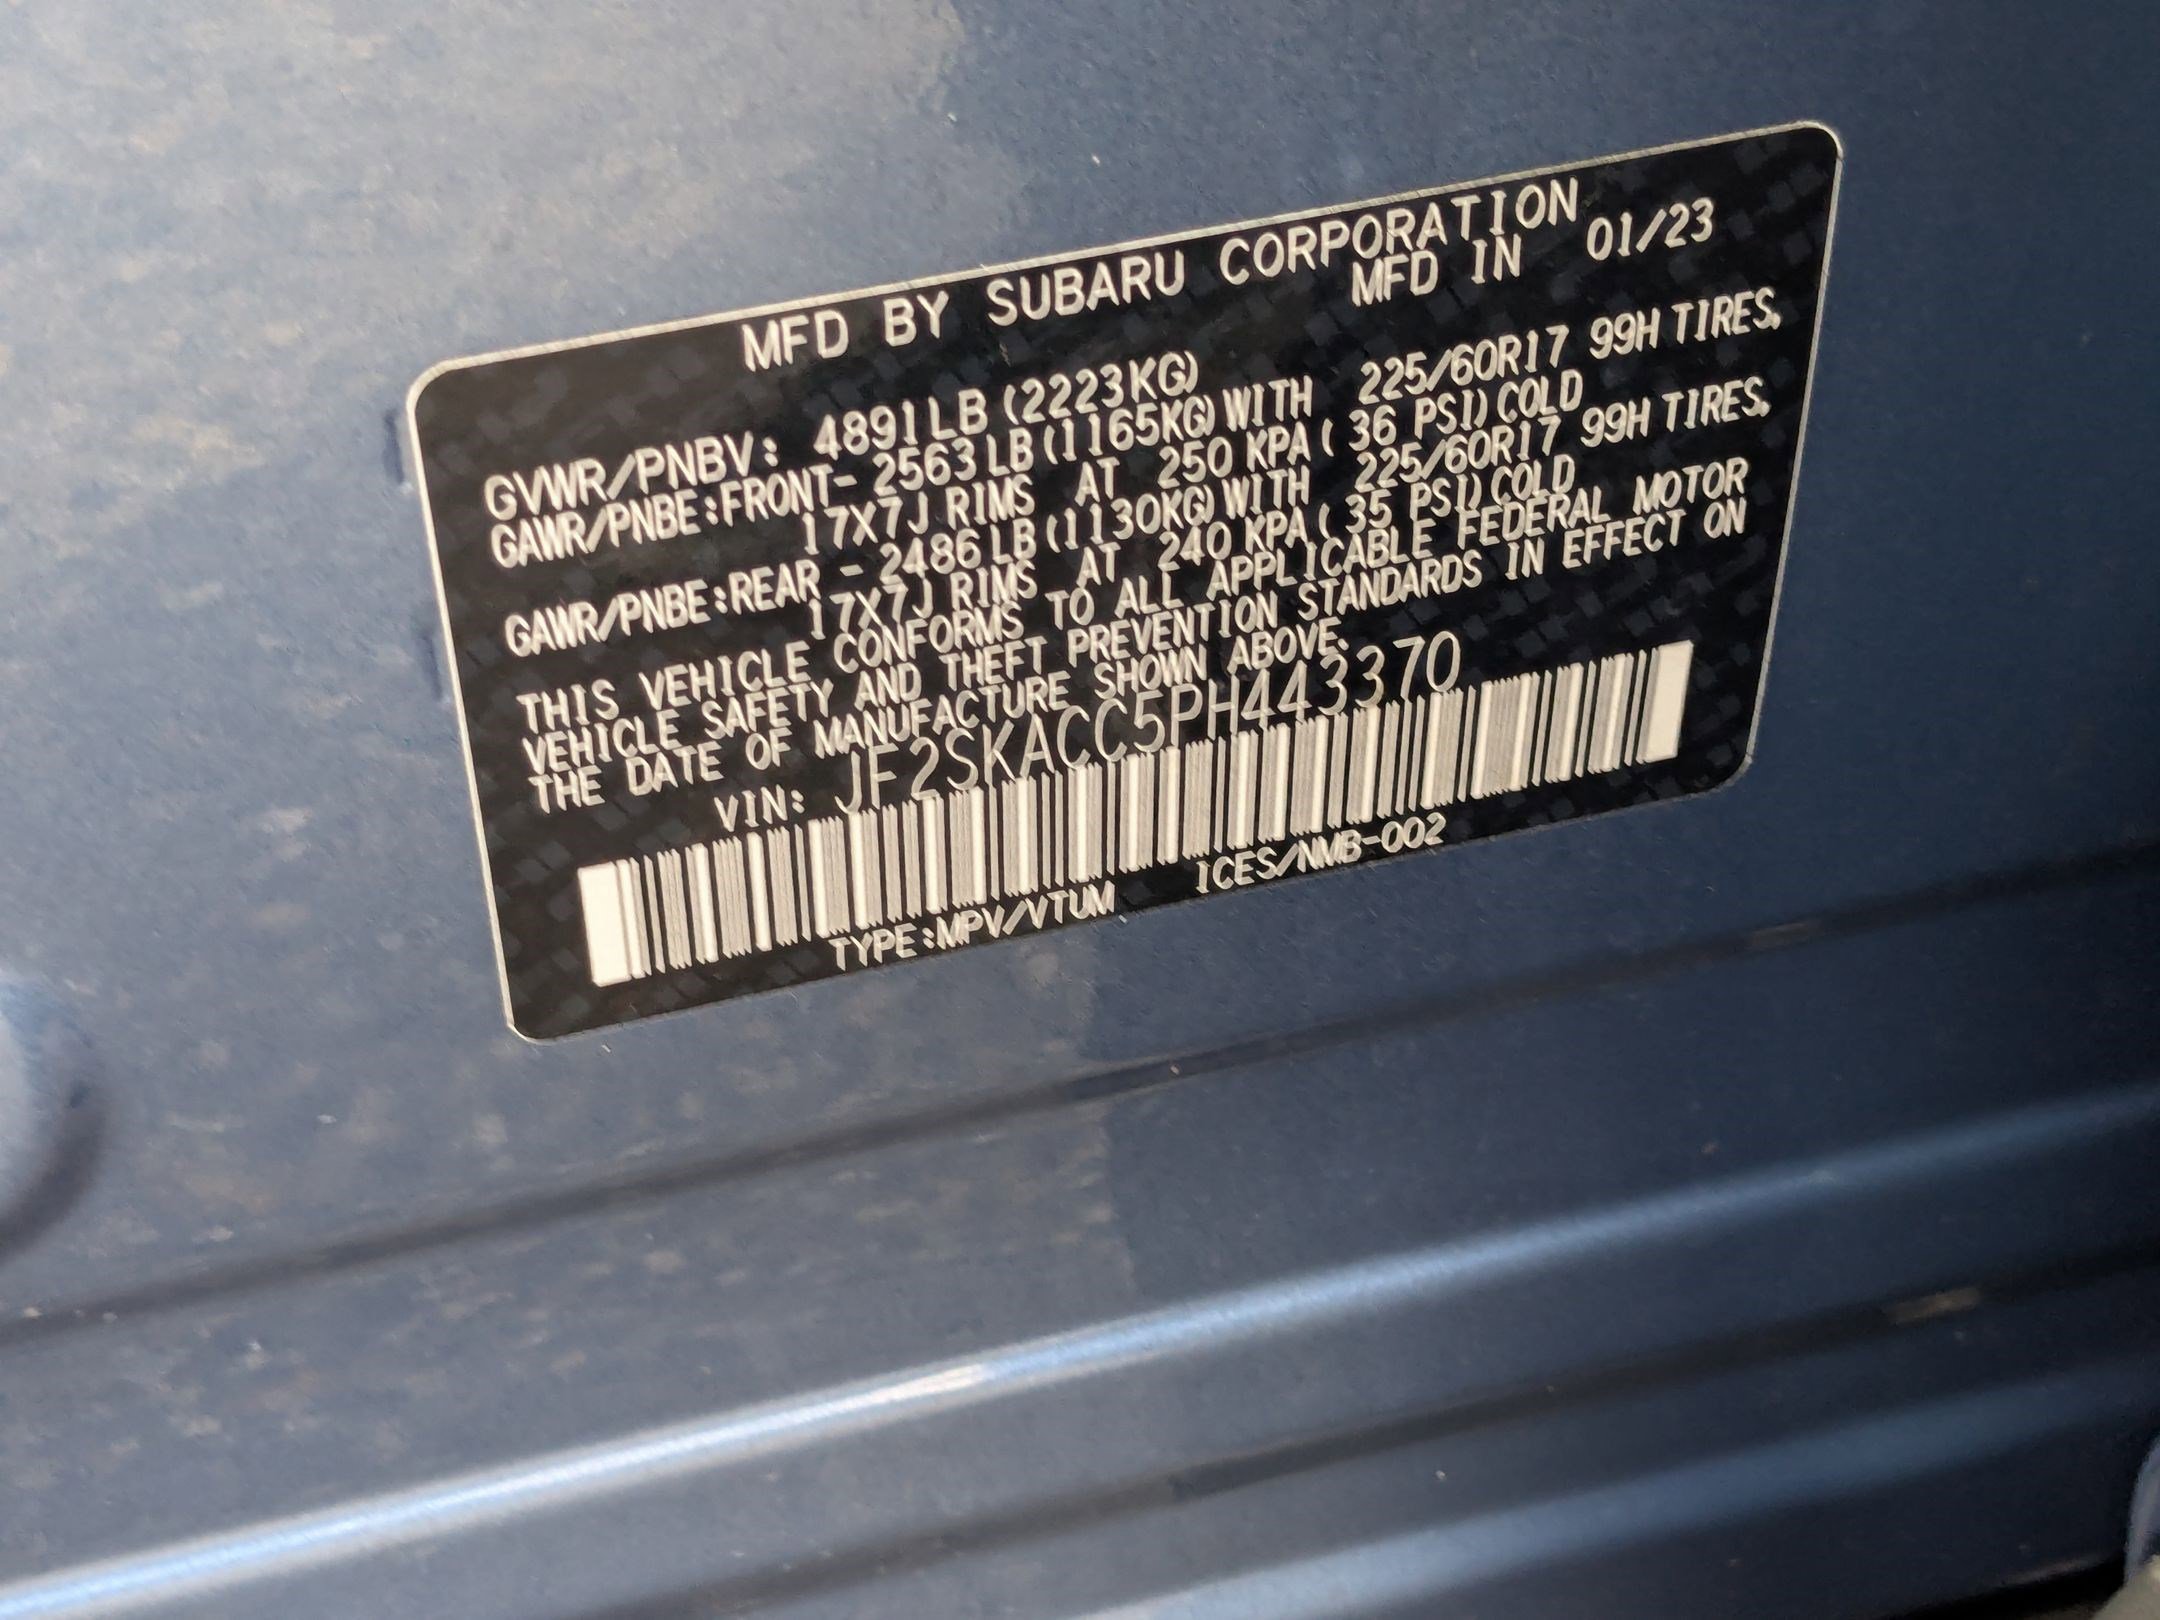 MFD BY SUBARU CORPORATION
MFD IN 01/23
GVWR/PNBV: 4891LB (2223KG)
GAWR/PNBE:FRONT- 2563LB (1165KG) WITH 225/60R17 99H TIRES,
17X7J RIMS AT 250 KPA ( 36 PSI) COLD
GAWR/PNBE:REAR - 2486LB (1130KG) WITH 225/60R17 99H TIRES,
17X7J RIMS AT 240 KPA ( 35 PSI) COLD
THIS VEHICLE CONFORMS TO ALL APPLICABLE FEDERAL MOTOR
VEHICLE SAFETY AND THEFT PREVENTION STANDARDS IN EFFECT ON
THE DATE OF MANUFACTURE SHOWN ABOVE.
VIN: JF2SKACC5PH443370
TYPE:MPV/VTUM ICES/NMB-002